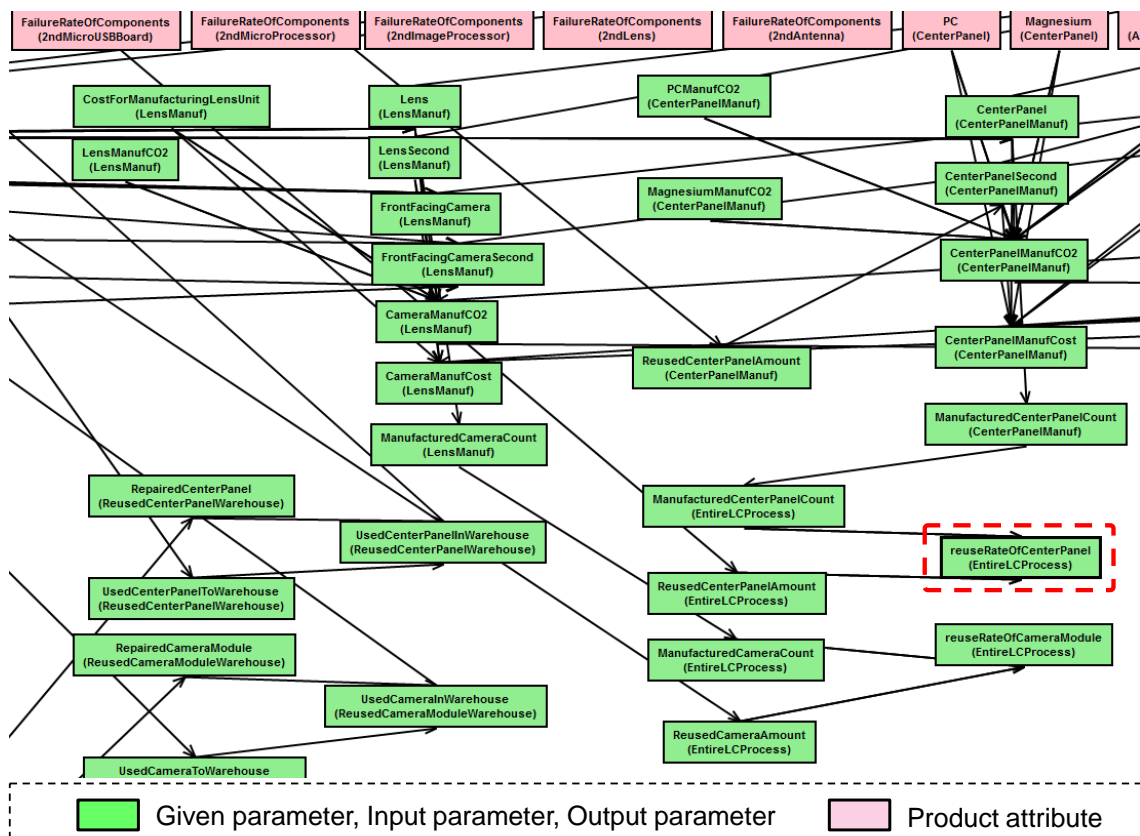 FailureRateOfComponents
(2ndMicroUSBBoard)
FailureRateOfComponents
(2ndMicroProcessor)
FailureRateOfComponents
(2ndImageProcessor)
FailureRateOfComponents
(2ndLens)
FailureRateOfComponents
(2ndAntenna)
PC
(CenterPanel)
Magnesium
(CenterPanel)
CostForManufacturingLensUnit
(LensManuf)
Lens
(LensManuf)
PCManufCO2
(CenterPanelManuf)
CenterPanel
(CenterPanelManuf)
LensManufCO2
(LensManuf)
LensSecond
(LensManuf)
CenterPanelSecond
(CenterPanelManuf)
MagnesiumManufCO2
(CenterPanelManuf)
FrontFacingCamera
(LensManuf)
FrontFacingCameraSecond
(LensManuf)
CenterPanelManufCO2
(CenterPanelManuf)
CameraManufCO2
(LensManuf)
CenterPanelManufCost
(CenterPanelManuf)
ReusedCenterPanelAmount
(CenterPanelManuf)
CameraManufCost
(LensManuf)
ManufacturedCenterPanelCount
(CenterPanelManuf)
ManufacturedCameraCount
(LensManuf)
RepairedCenterPanel
(ReusedCenterPanelWarehouse)
ManufacturedCenterPanelCount
(EntireLCProcess)
UsedCenterPanelInWarehouse
(ReusedCenterPanelWarehouse)
reuseRateOfCenterPanel
(EntireLCProcess)
UsedCenterPanelToWarehouse
(ReusedCenterPanelWarehouse)
ReusedCenterPanelAmount
(EntireLCProcess)
RepairedCameraModule
(ReusedCameraModuleWarehouse)
ManufacturedCameraCount
(EntireLCProcess)
reuseRateOfCameraModule
(EntireLCProcess)
UsedCameraInWarehouse
(ReusedCameraModuleWarehouse)
ReusedCameraAmount
(EntireLCProcess)
UsedCameraToWarehouse
Given parameter, Input parameter, Output parameter
Product attribute